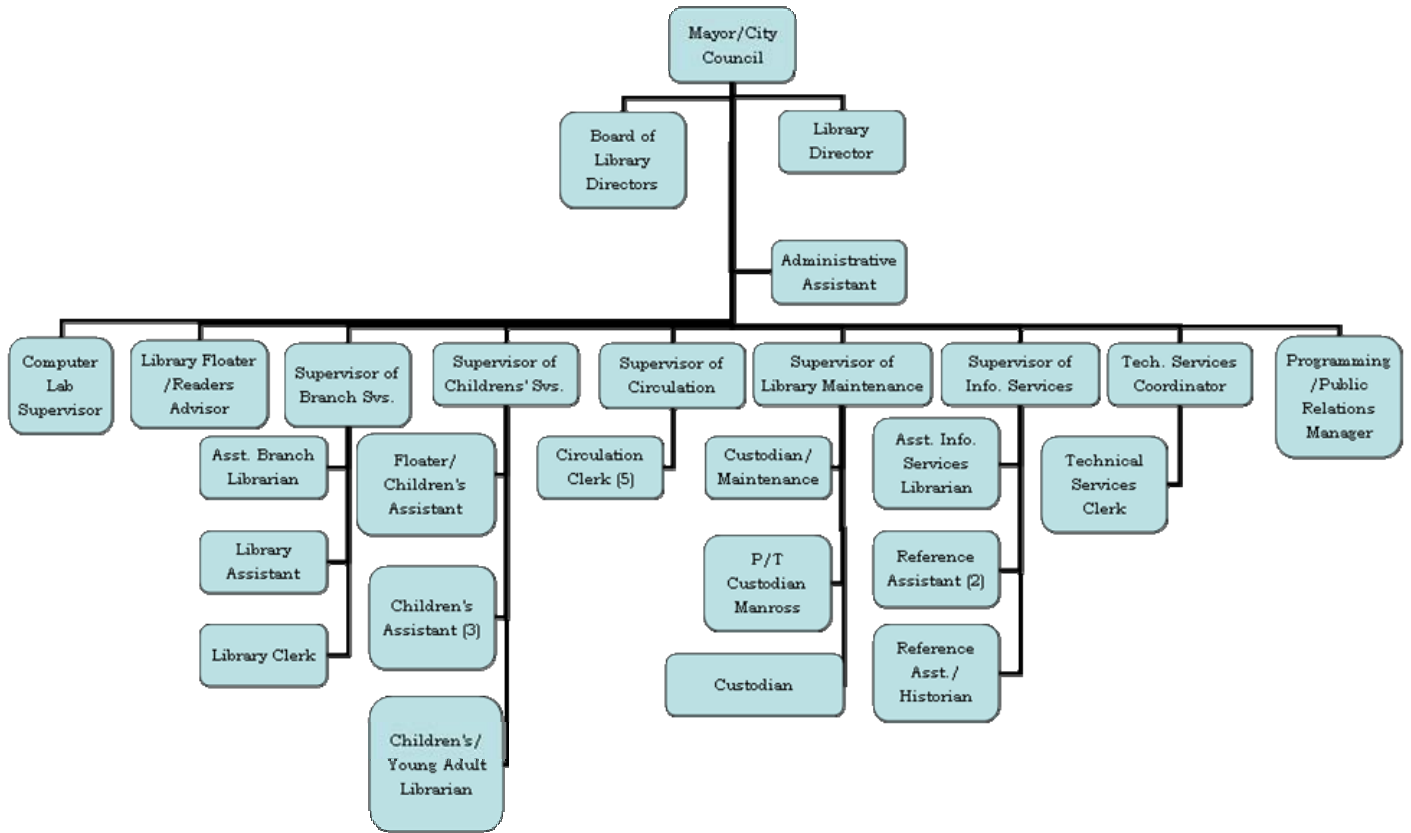 Mayor/City
Council
Board of
Library
Directors
Library
Director
Administrative
Assistant
Computer
Lab
Supervisor
Library Floater
/Readers
Advisor
Supervisor of
Branch Svs.
Supervisor of
Childrens' Svs.
Supervisor of
Circulation
Supervisor of
Library Maintenance
Supervisor of
Info. Services
Tech. Services
Coordinator
Programming
/Public
Relations
Manager
Asst. Branch
Librarian
Library
Assistant
Library Clerk
Floater/
Children's
Assistant
Children's
Assistant (3)
Children's/
Young Adult
Librarian
Circulation
Clerk (5)
Custodian/
Maintenance
P/T
Custodian
Manross
Custodian
Asst. Info.
Services
Librarian
Reference
Assistant (2)
Reference
Asst./
Historian
Technical
Services
Clerk